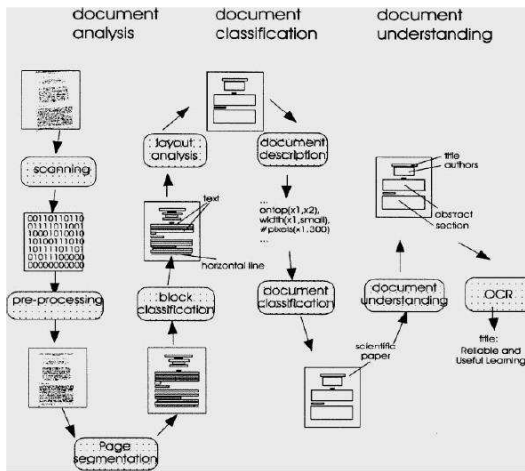 document
analysis
document
classification
document
understanding
scanning
00110110110
01111011001
10001010010
10100111010
01011100000
00000000000
pre-processing
Page
segmentation
block
classification
text
horizontal line
layout
analysis
document
description
...
ontop(x1,x2),
width(x1,small),
#pixels(x1,300)
...
document
classification
scientific
paper
document
understanding
title
authors
abstract
section
OCR
title:
Reliable and
Useful Learning